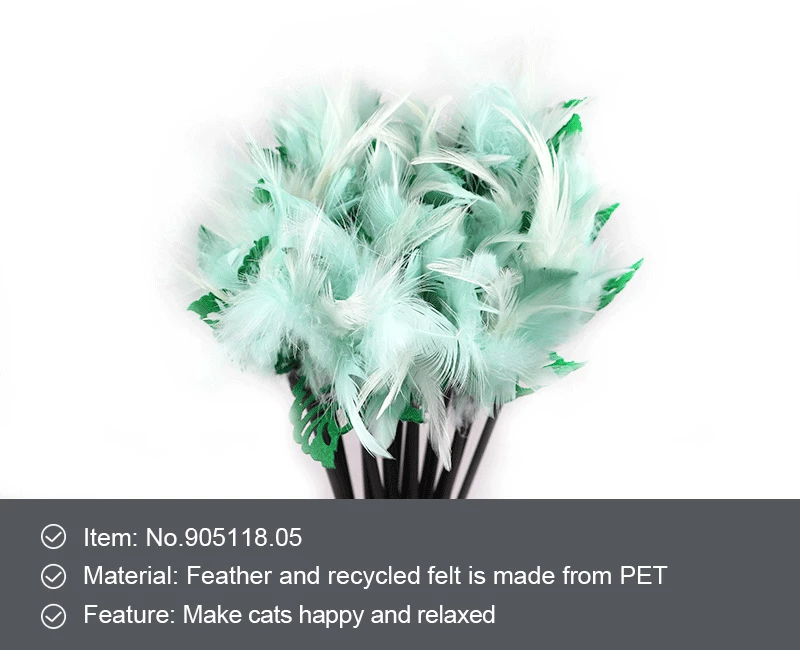 Item: No.905118.05
Material: Feather and recycled felt is made from PET
Feature: Make cats happy and relaxed